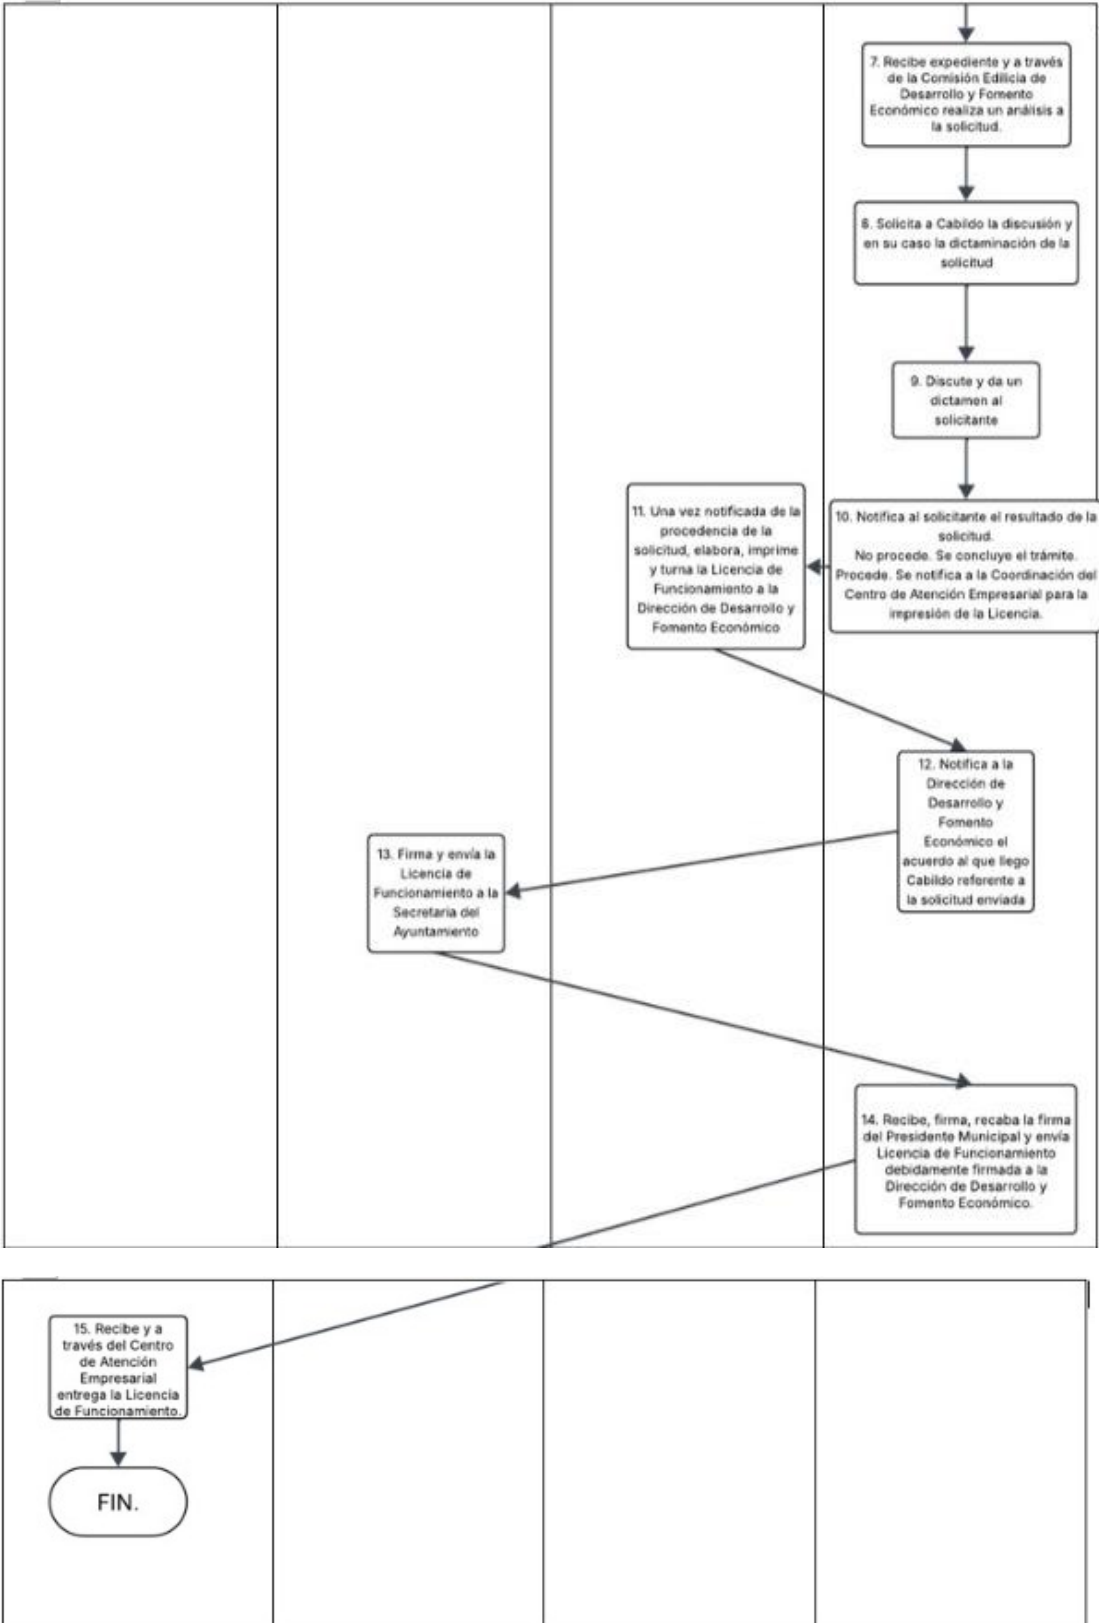 7. Recibe expediente y a través
de la Comisión Edilicia de
Desarrollo y Fomento
Económico realiza un análisis a
la solicitud.
8. Solicita a Cabildo la discusión y
en su caso la dictaminación de la
solicitud
9. Discute y da un
dictamen al
solicitante
10. Notifica al solicitante el resultado de la
solicitud.
No procede. Se concluye el trámite.
Procede. Se notifica a la Coordinación del
Centro de Atención Empresarial para la
impresión de la Licencia.
11. Una vez notificada de la
procedencia de la
solicitud, elabora, imprime
y turna la Licencia de
Funcionamiento a la
Dirección de Desarrollo y
Fomento Económico
12. Notifica a la
Dirección de
Desarrollo y
Fomento
Económico el
acuerdo al que llego
Cabildo referente a
la solicitud enviada
13. Firma y envía la
Licencia de
Funcionamiento a la
Secretaria del
Ayuntamiento
14. Recibe, firma, recaba la firma
del Presidente Municipal y envía
Licencia de Funcionamiento
debidamente firmada a la
Dirección de Desarrollo y
Fomento Económico.
15. Recibe y a
través del Centro
de Atención
Empresarial
entrega la Licencia
de Funcionamiento.
FIN.